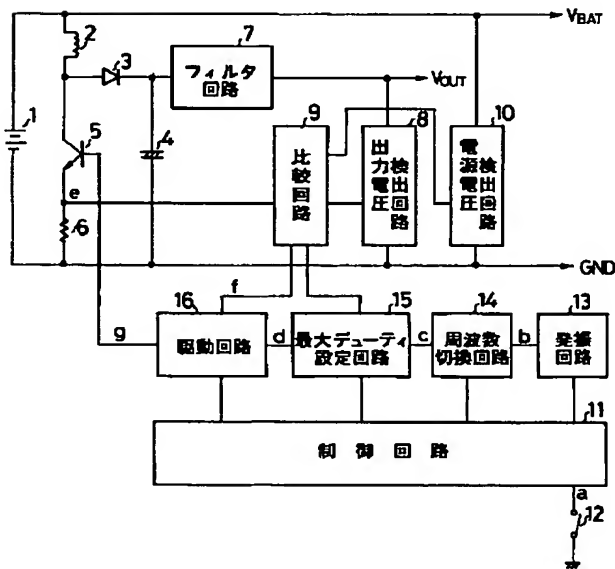 VBAT
2
7
3
フィルタ
回路
VOUT
1
5
4
9
比較回路
8
出力電圧
検出回路
10
電源電圧
検出回路
e
6
GND
f
16
15
14
13
g
駆動回路
d
最大デューティ
設定回路
c
周波数
切換回路
b
発振
回路
11
制御回路
a
12